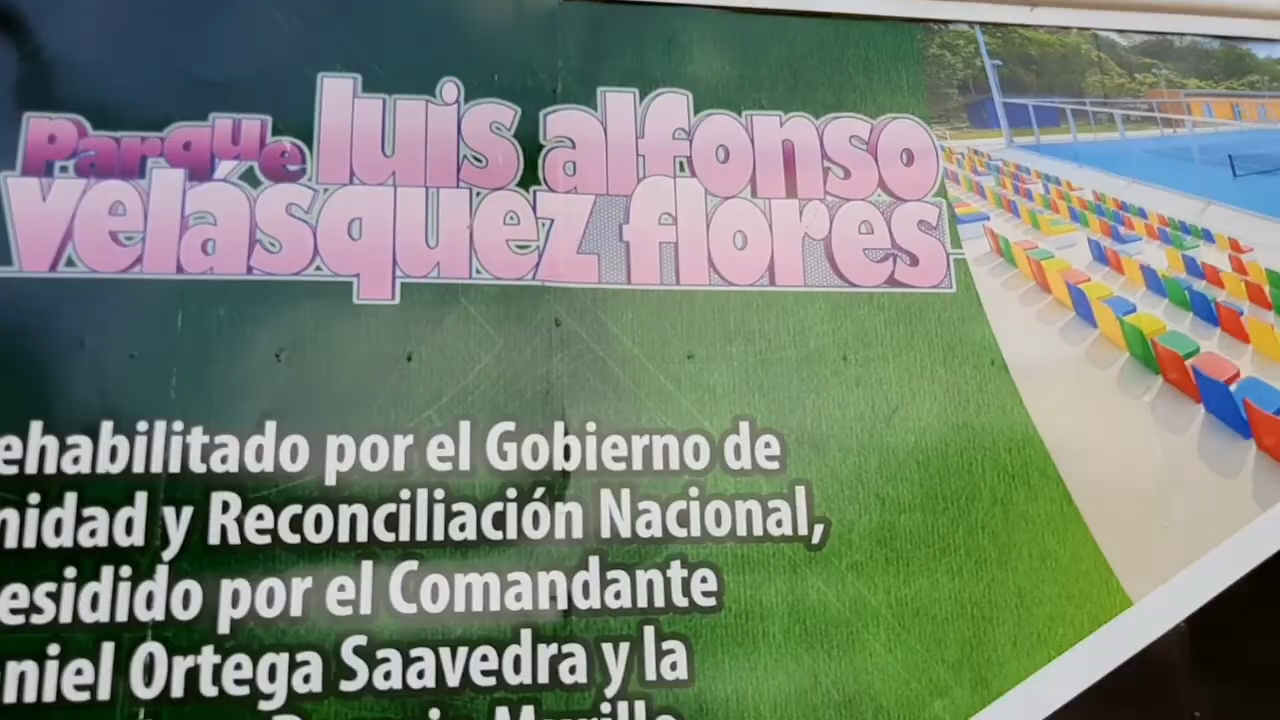 Parque luis alfonso
velásquez flores
ehabilitado por el Gobierno de
nidad y Reconciliación Nacional,
esidido por el Comandante
niel Ortega Saavedra y la
Murillo